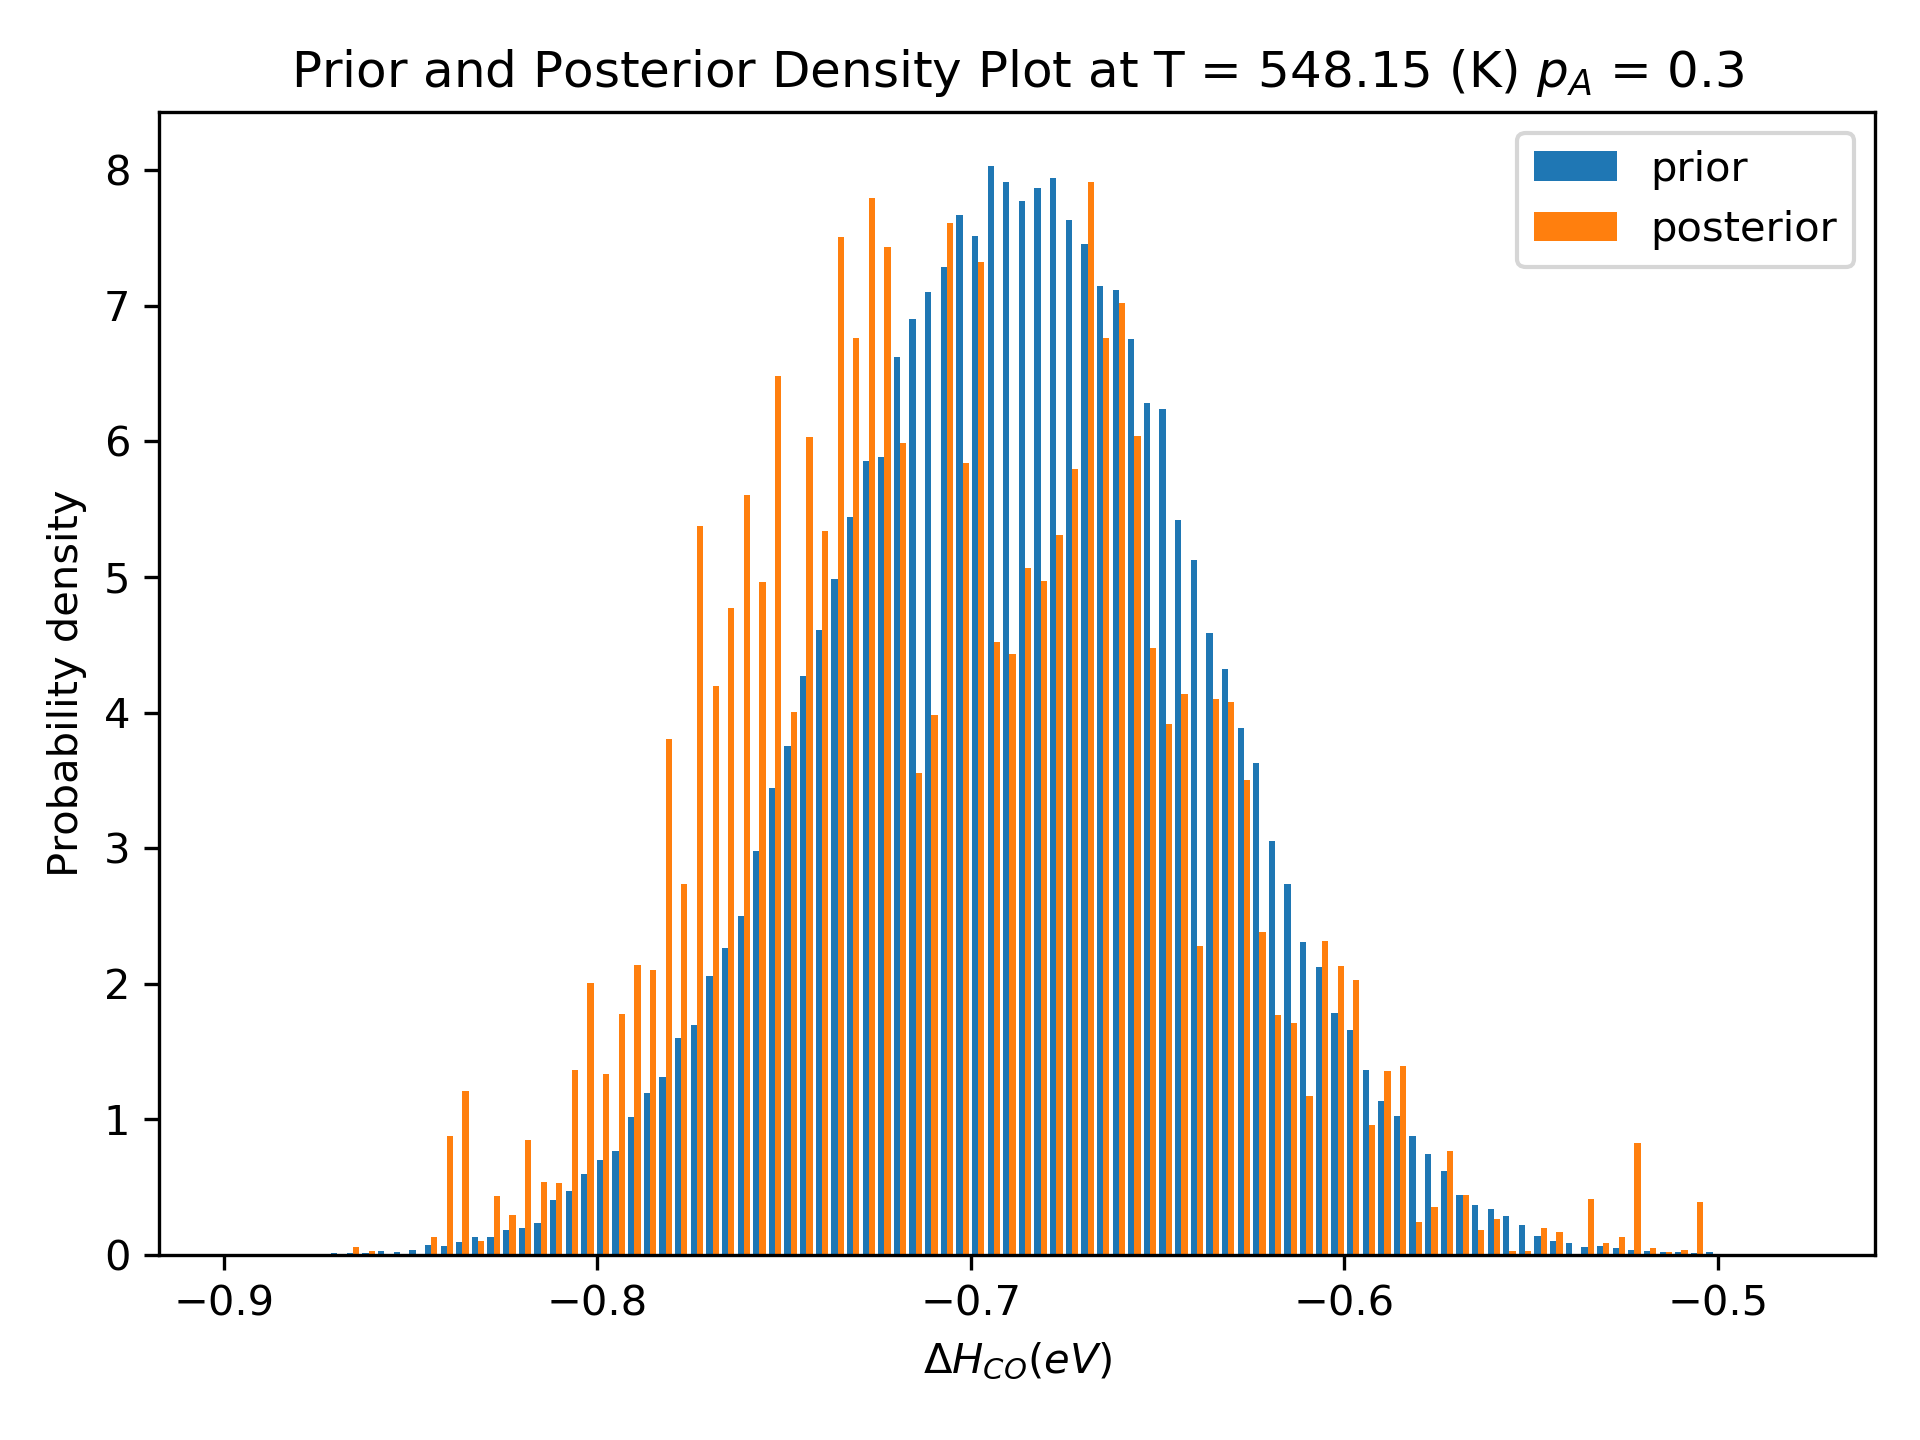 Prior and Posterior Density Plot at T = 548.15 (K) p_A = 0.3
prior
posterior
Probability density
8
7
6
5
4
3
2
1
0
−0.9 −0.8 −0.7 −0.6 −0.5
ΔH_CO(eV)